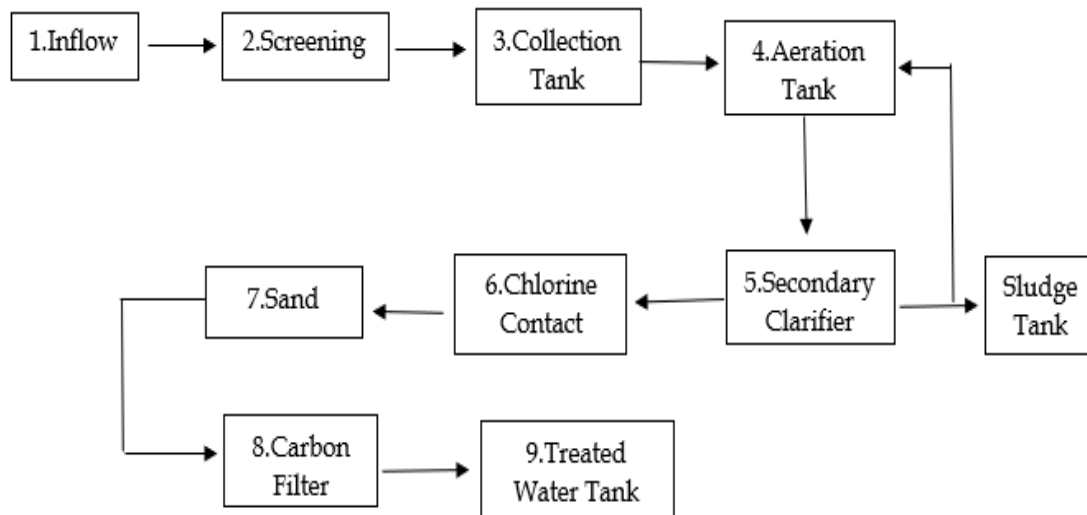 1.Inflow
2.Screening
3.Collection
Tank
4.Aeration
Tank
5.Secondary
Clarifier
Sludge
Tank
6.Chlorine
Contact
7.Sand
8.Carbon
Filter
9.Treated
Water Tank